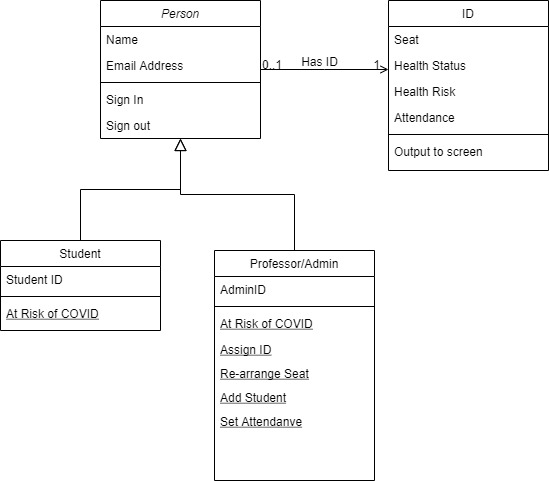 Person
Name
Email Address
Sign In
Sign out
0..1
Has ID
1
ID
Seat
Health Status
Health Risk
Attendance
Output to screen
Student
Student ID
At Risk of COVID
Professor/Admin
AdminID
At Risk of COVID
Assign ID
Re-arrange Seat
Add Student
Set Attendanve